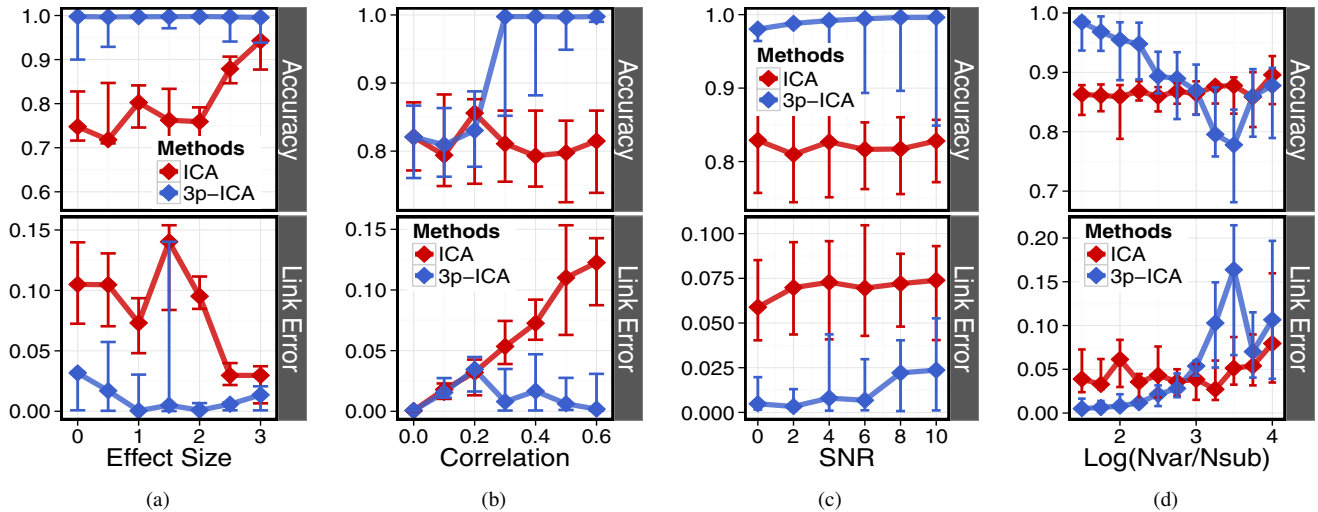 1.0
0.9
0.8
0.7
0.6
Accuracy
Methods
ICA
3p-ICA
0.15
0.10
0.05
0.00
Link Error
0
1
2
3
Effect Size
(a)
1.0
0.9
0.8
Accuracy
0.15
0.10
0.05
0.00
Link Error
Methods
ICA
3p-ICA
0.0
0.2
0.4
0.6
Correlation
(b)
1.0
0.9
0.8
Accuracy
Methods
ICA
3p-ICA
0.100
0.075
0.050
0.025
0.000
Link Error
0
2
4
6
8
10
SNR
(c)
1.0
0.9
0.8
0.7
Accuracy
0.20
0.15
0.10
0.05
0.00
Link Error
Methods
ICA
3p-ICA
2
3
4
Log(Nvar/Nsub)
(d)